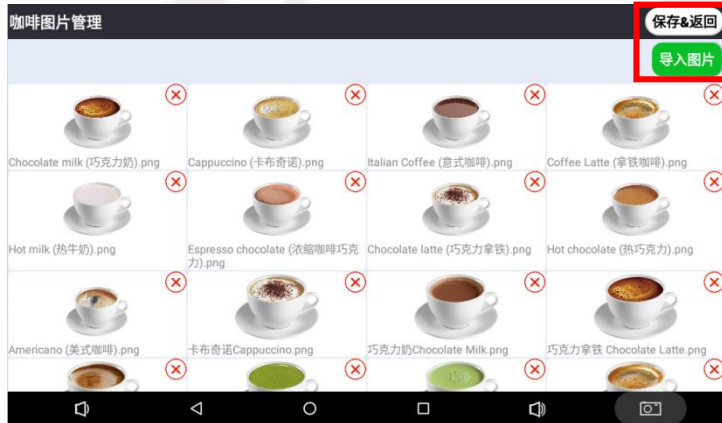 咖啡图片管理
保存&返回
导入图片
Chocolate milk (巧克力奶).png
Cappuccino (卡布奇诺).png
Italian Coffee (意式咖啡).png
Coffee Latte (拿铁咖啡).png
Hot milk (热牛奶).png
Espresso chocolate (浓缩咖啡巧克
力).png
Chocolate latte (巧克力拿铁).png
Hot chocolate (热巧克力).png
Americano (美式咖啡).png
卡布奇诺Cappuccino.png
巧克力奶Chocolate Milk.png
巧克力拿铁 Chocolate Latte.png